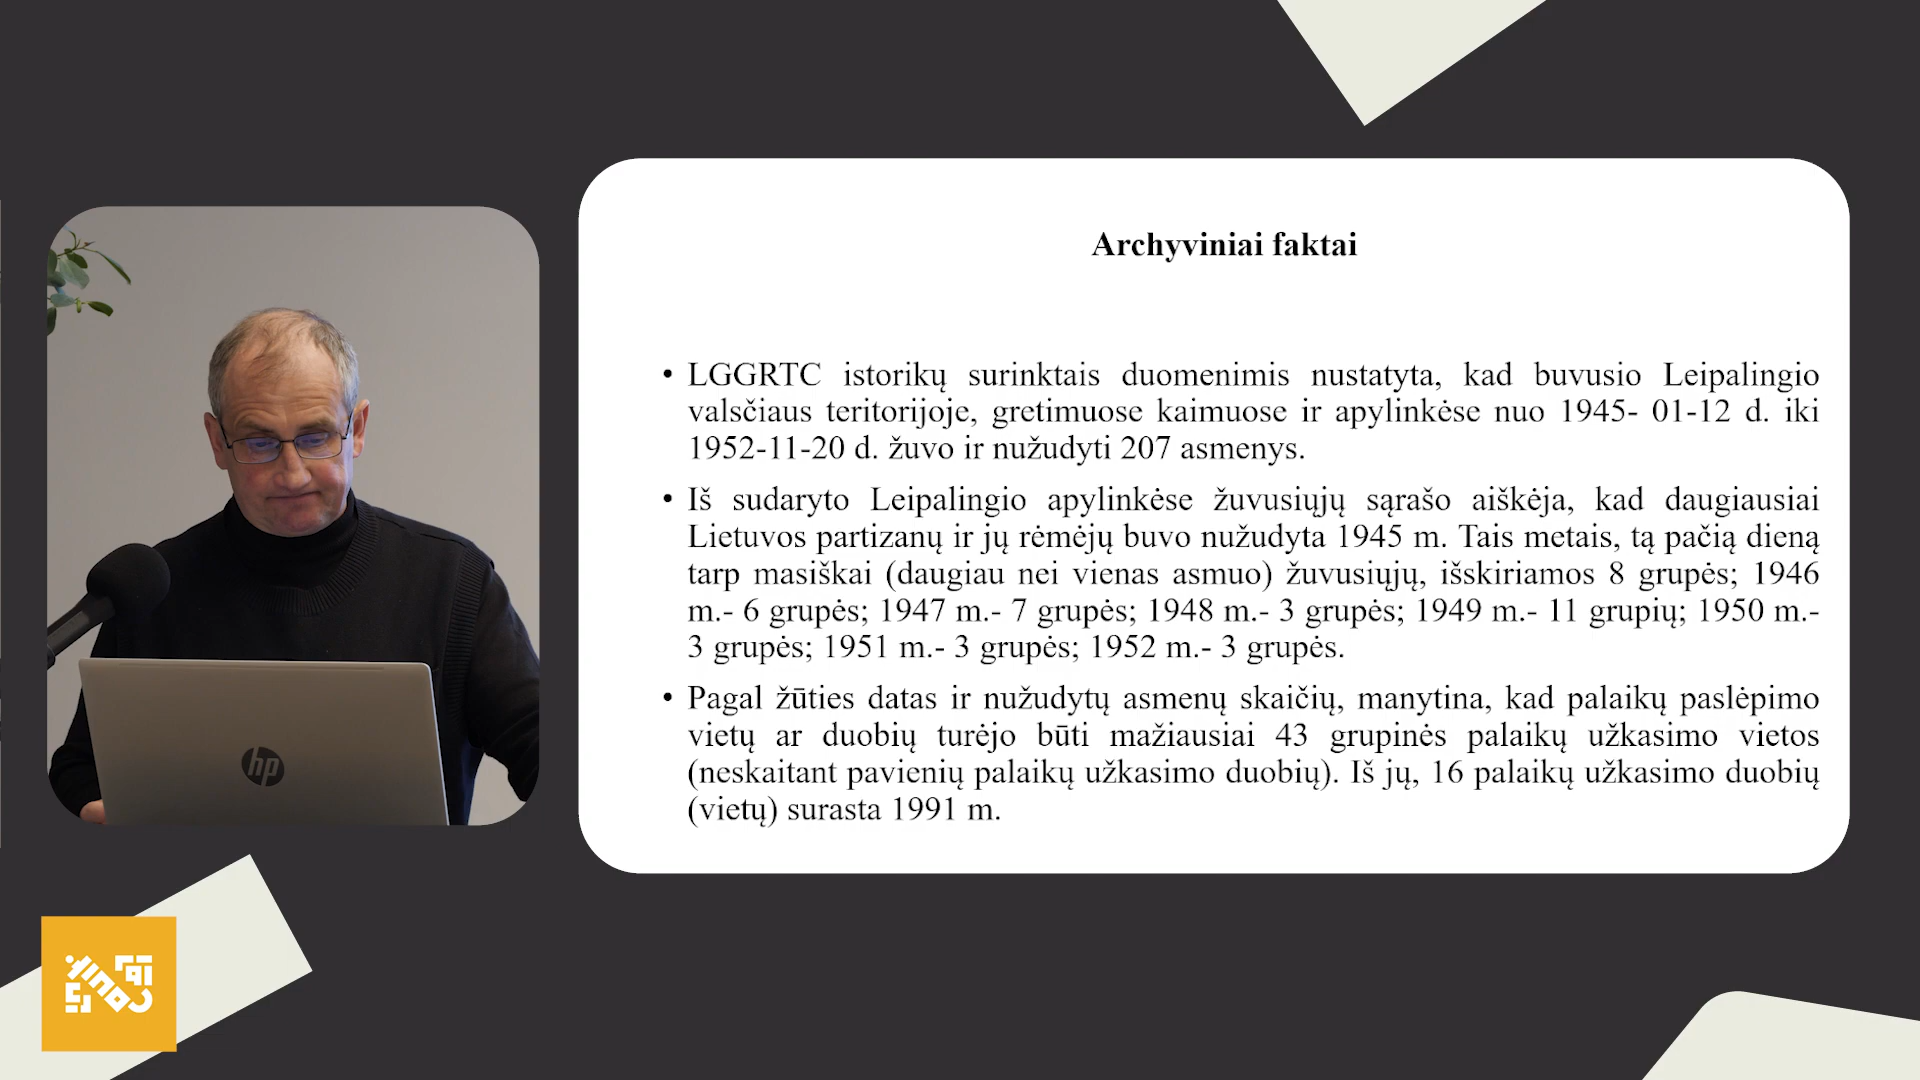 Archyviniai faktai
• LGGRTC istorikų surinktais duomenimis nustatyta, kad buvusio Leipalingio
valsčiaus teritorijoje, gretimuose kaimuose ir apylinkėse nuo 1945- 01-12 d. iki
1952-11-20 d. žuvo ir nužudyti 207 asmenys.
• Iš sudaryto Leipalingio apylinkėse žuvusiųjų sąrašo aiškėja, kad daugiausiai
Lietuvos partizanų ir jų rėmėjų buvo nužudyta 1945 m. Tais metais, tą pačią dieną
tarp masiškai (daugiau nei vienas asmuo) žuvusiųjų, išskiriamos 8 grupės; 1946
m.- 6 grupės; 1947 m.- 7 grupės; 1948 m.- 3 grupės; 1949 m.- 11 grupių; 1950 m.-
3 grupės; 1951 m.- 3 grupės; 1952 m.- 3 grupės.
• Pagal žūties datas ir nužudytų asmenų skaičių, manytina, kad palaikų paslėpimo
vietų ar duobių turėjo būti mažiausiai 43 grupinės palaikų užkasimo vietos
(neskaitant pavienių palaikų užkasimo duobių). Iš jų, 16 palaikų užkasimo duobių
(vietų) surasta 1991 m.
hp